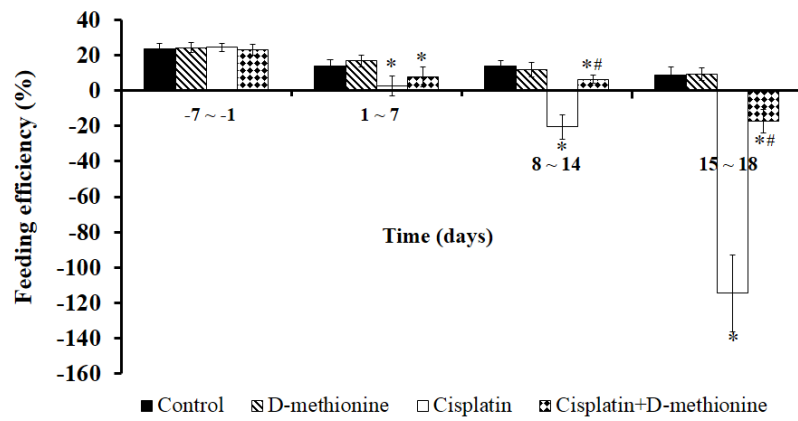 Feeding efficiency (%)
40
20
0
-20
-40
-60
-80
-100
-120
-140
-160
-7 ~ -1
1 ~ 7
8 ~ 14
15 ~ 18
*
*
*
*#
*
*#
Time (days)
Control D-methionine Cisplatin Cisplatin+D-methionine